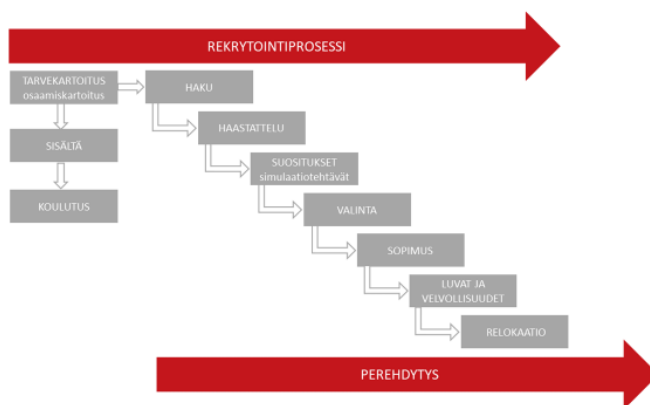 REKRYTOINTIPROSESSI
TARVEKARTOITUS
osaamiskartoitus
HAKU
HAASTATTELU
SISÄLTÄ
SUOSITUKSET
simulaatiotehtävät
KOULUTUS
VALINTA
SOPIMUS
LUVAT JA
VELVOLLISUUDET
RELOKAATIO
PEREHDYTYS